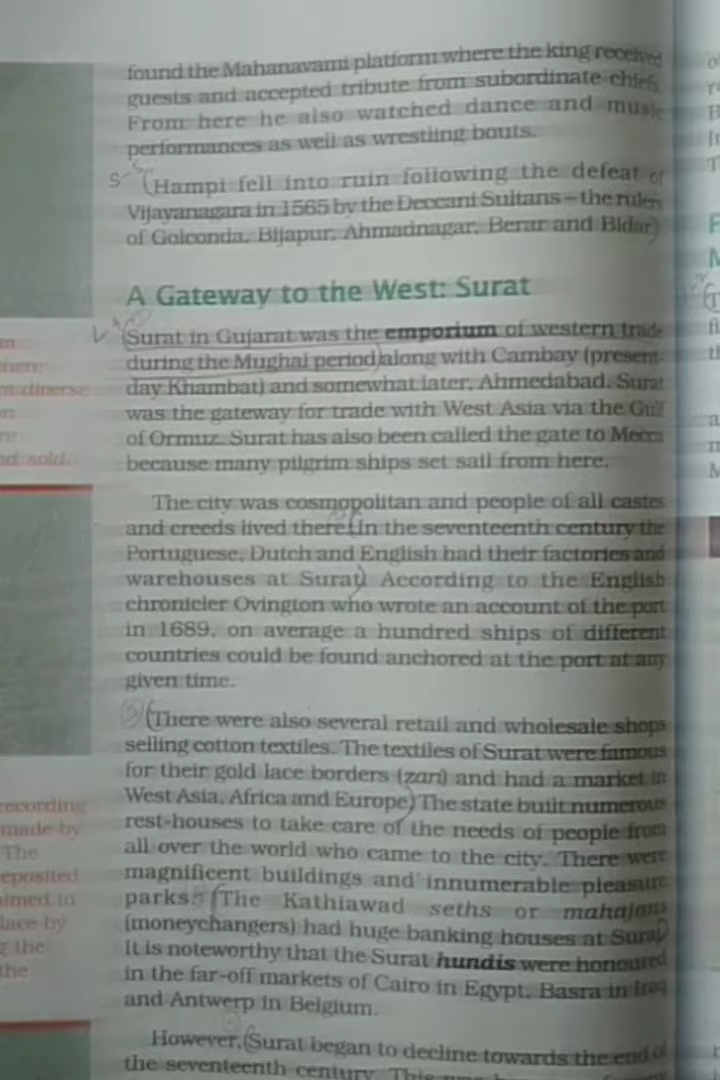 found the Mahanavami platform where the king received
guests and accepted tribute from subordinate chiefs.
From here he also watched dance and music
performances as well as wrestling bouts.
(Hampi fell into ruin following the defeat of
Vijayanagara in 1565 by the Deccani Sultans – the rulers
of Golconda, Bijapur, Ahmadnagar, Berar and Bidar)
A Gateway to the West: Surat
(Surat in Gujarat was the emporium of western trade
during the Mughal period) along with Cambay (present-
day Khambat) and somewhat later, Ahmedabad. Surat
was the gateway for trade with West Asia via the Gulf
of Ormuz. Surat has also been called the gate to Mecca
because many pilgrim ships set sail from here.
The city was cosmopolitan and people of all castes
and creeds lived there. (In the seventeenth century the
Portuguese, Dutch and English had their factories and
warehouses at Surat). According to the English
chronicler Ovington who wrote an account of the port
in 1689, on average a hundred ships of different
countries could be found anchored at the port at any
given time.
(There were also several retail and wholesale shops
selling cotton textiles. The textiles of Surat were famous
for their gold lace borders (zari) and had a market in
West Asia, Africa and Europe) The state built numerous
rest-houses to take care of the needs of people from
all over the world who came to the city. There were
magnificent buildings and innumerable pleasure
parks. (The Kathiawad seths or mahajans
(moneychangers) had huge banking houses at Surat)
It is noteworthy that the Surat hundis were honoured
in the far-off markets of Cairo in Egypt, Basra in Iraq
and Antwerp in Belgium.
However, (Surat began to decline towards the end of
the seventeenth century. This was
diverse
sold.
recording
made by
The
lace by
the
the